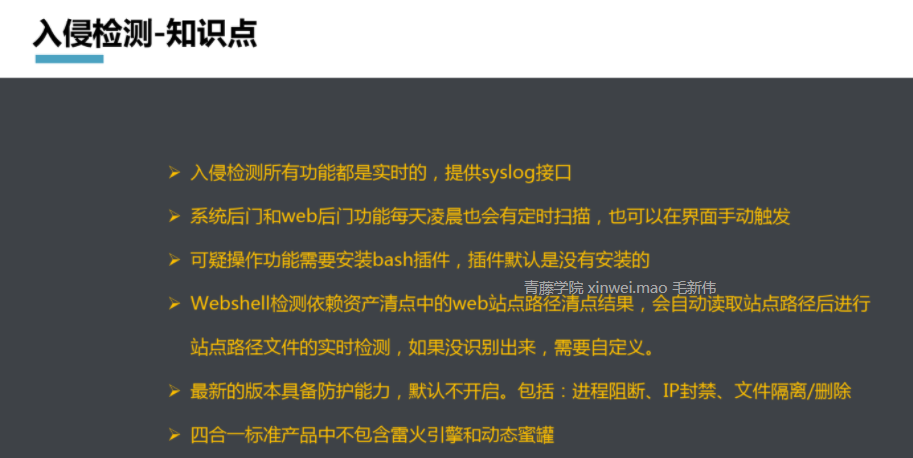 入侵检测-知识点
➢ 入侵检测所有功能都是实时的，提供syslog接口
➢ 系统后门和web后门功能每天凌晨也会有定时扫描，也可以在界面手动触发
➢ 可疑操作功能需要安装bash插件，插件默认是没有安装的
青藤学院 xinwei.mao 毛新伟
➢ Webshell检测依赖资产清点中的web站点路径清点结果，会自动读取站点路径后进行
站点路径文件的实时检测，如果没识别出来，需要自定义。
➢ 最新的版本具备防护能力，默认不开启。包括：进程阻断、IP封禁、文件隔离/删除
➢ 四合一标准产品中不包含雷火引擎和动态蜜罐